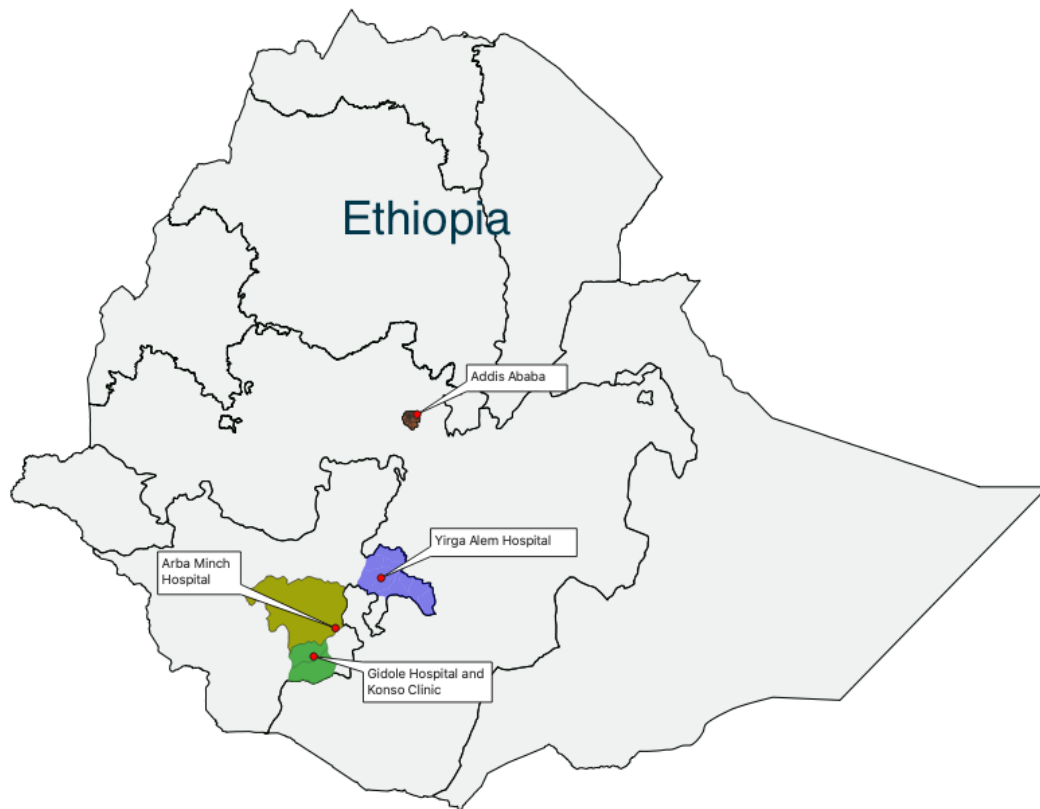 Ethiopia
Addis Ababa
Yirga Alem Hospital
Arba Minch
Hospital
Gidole Hospital and
Konso Clinic